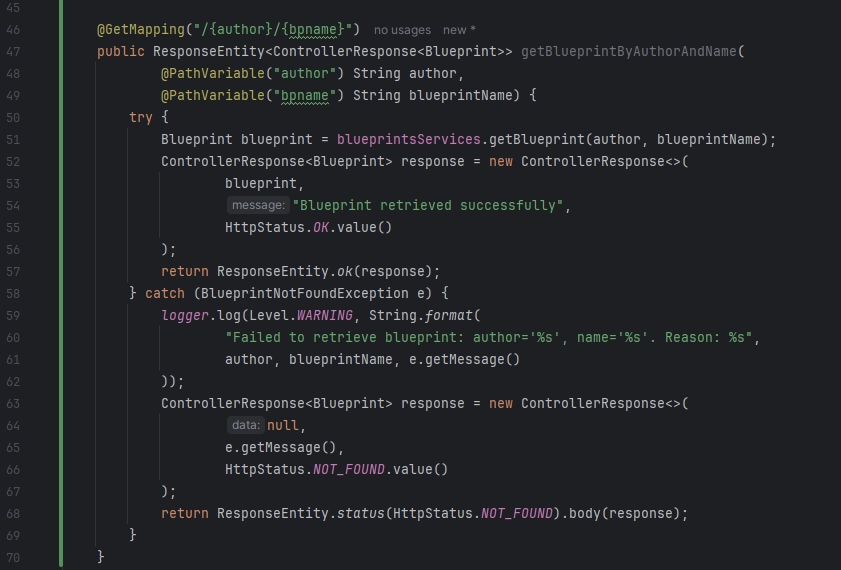 45
46 @GetMapping("/{author}/{bpname}") no usages new *
47 public ResponseEntity<ControllerResponse<Blueprint>> getBlueprintByAuthorAndName(
48 @PathVariable("author") String author,
49 @PathVariable("bpname") String blueprintName) {
50 try {
51 Blueprint blueprint = blueprintsServices.getBlueprint(author, blueprintName);
52 ControllerResponse<Blueprint> response = new ControllerResponse<>(
53 blueprint,
54 message: "Blueprint retrieved successfully",
55 HttpStatus.OK.value()
56 );
57 return ResponseEntity.ok(response);
58 } catch (BlueprintNotFoundException e) {
59 logger.log(Level.WARNING, String.format(
60 "Failed to retrieve blueprint: author='%s', name='%s'. Reason: %s",
61 author, blueprintName, e.getMessage()
62 ));
63 ControllerResponse<Blueprint> response = new ControllerResponse<>(
64 data: null,
65 e.getMessage(),
66 HttpStatus.NOT_FOUND.value()
67 );
68 return ResponseEntity.status(HttpStatus.NOT_FOUND).body(response);
69 }
70 }